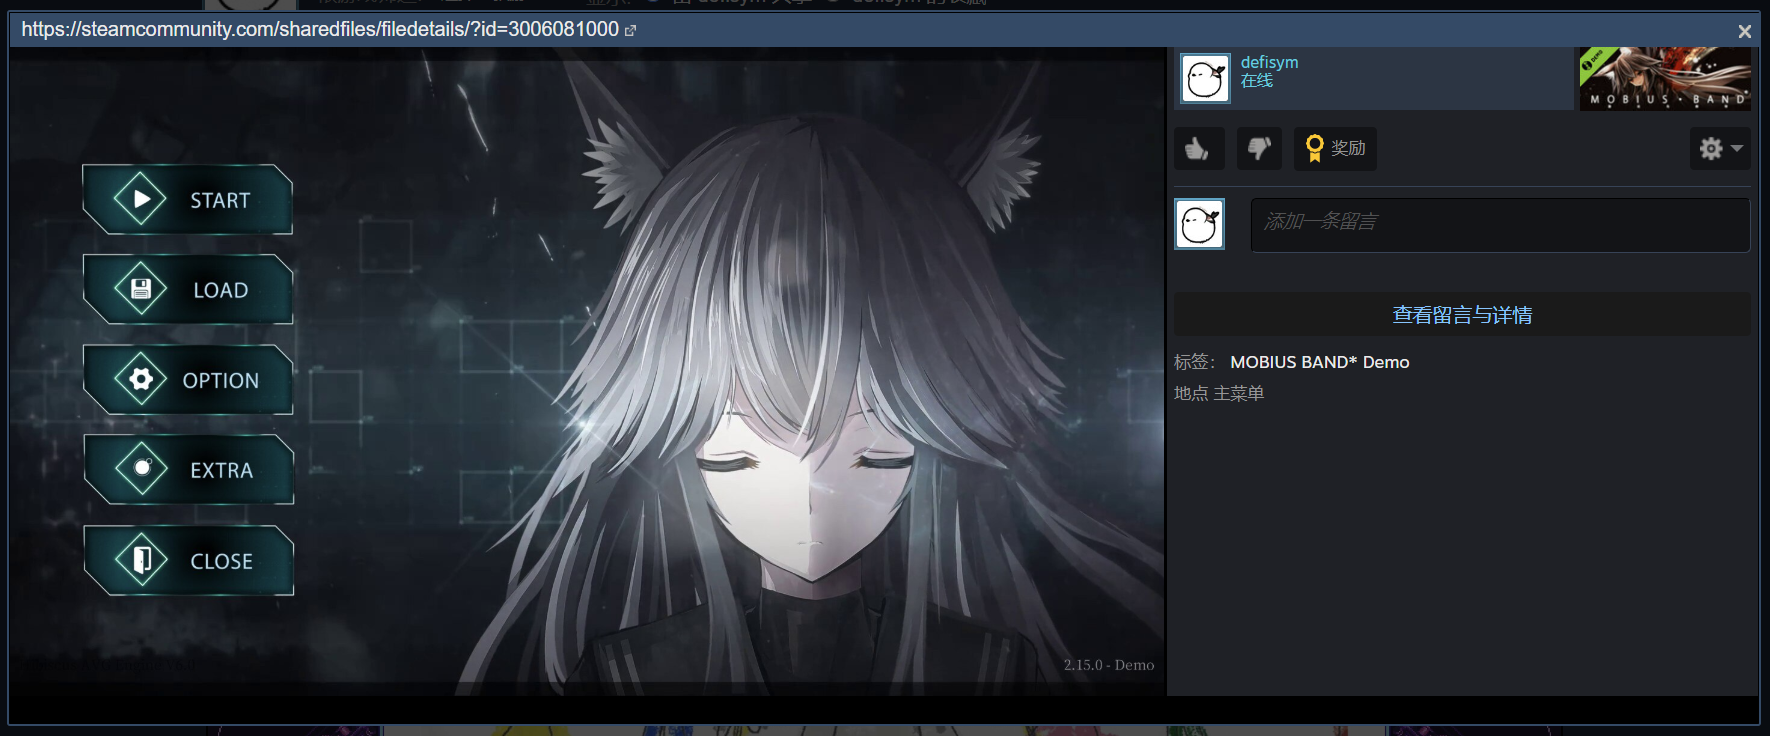 https://steamcommunity.com/sharedfiles/filedetails/?id=3006081000
defisym
在线
MOBIUS BAND
奖励
添加一条留言
查看留言与详情
标签： MOBIUS BAND* Demo
地点 主菜单
START
LOAD
OPTION
EXTRA
CLOSE
2.15.0 - Demo